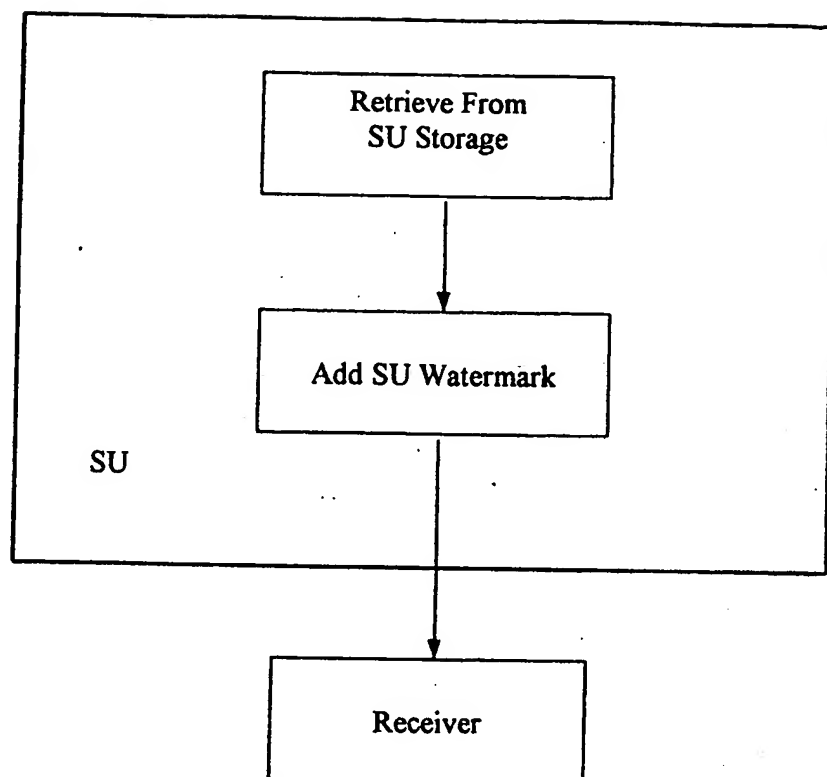 Retrieve From
SU Storage
Add SU Watermark
SU
Receiver